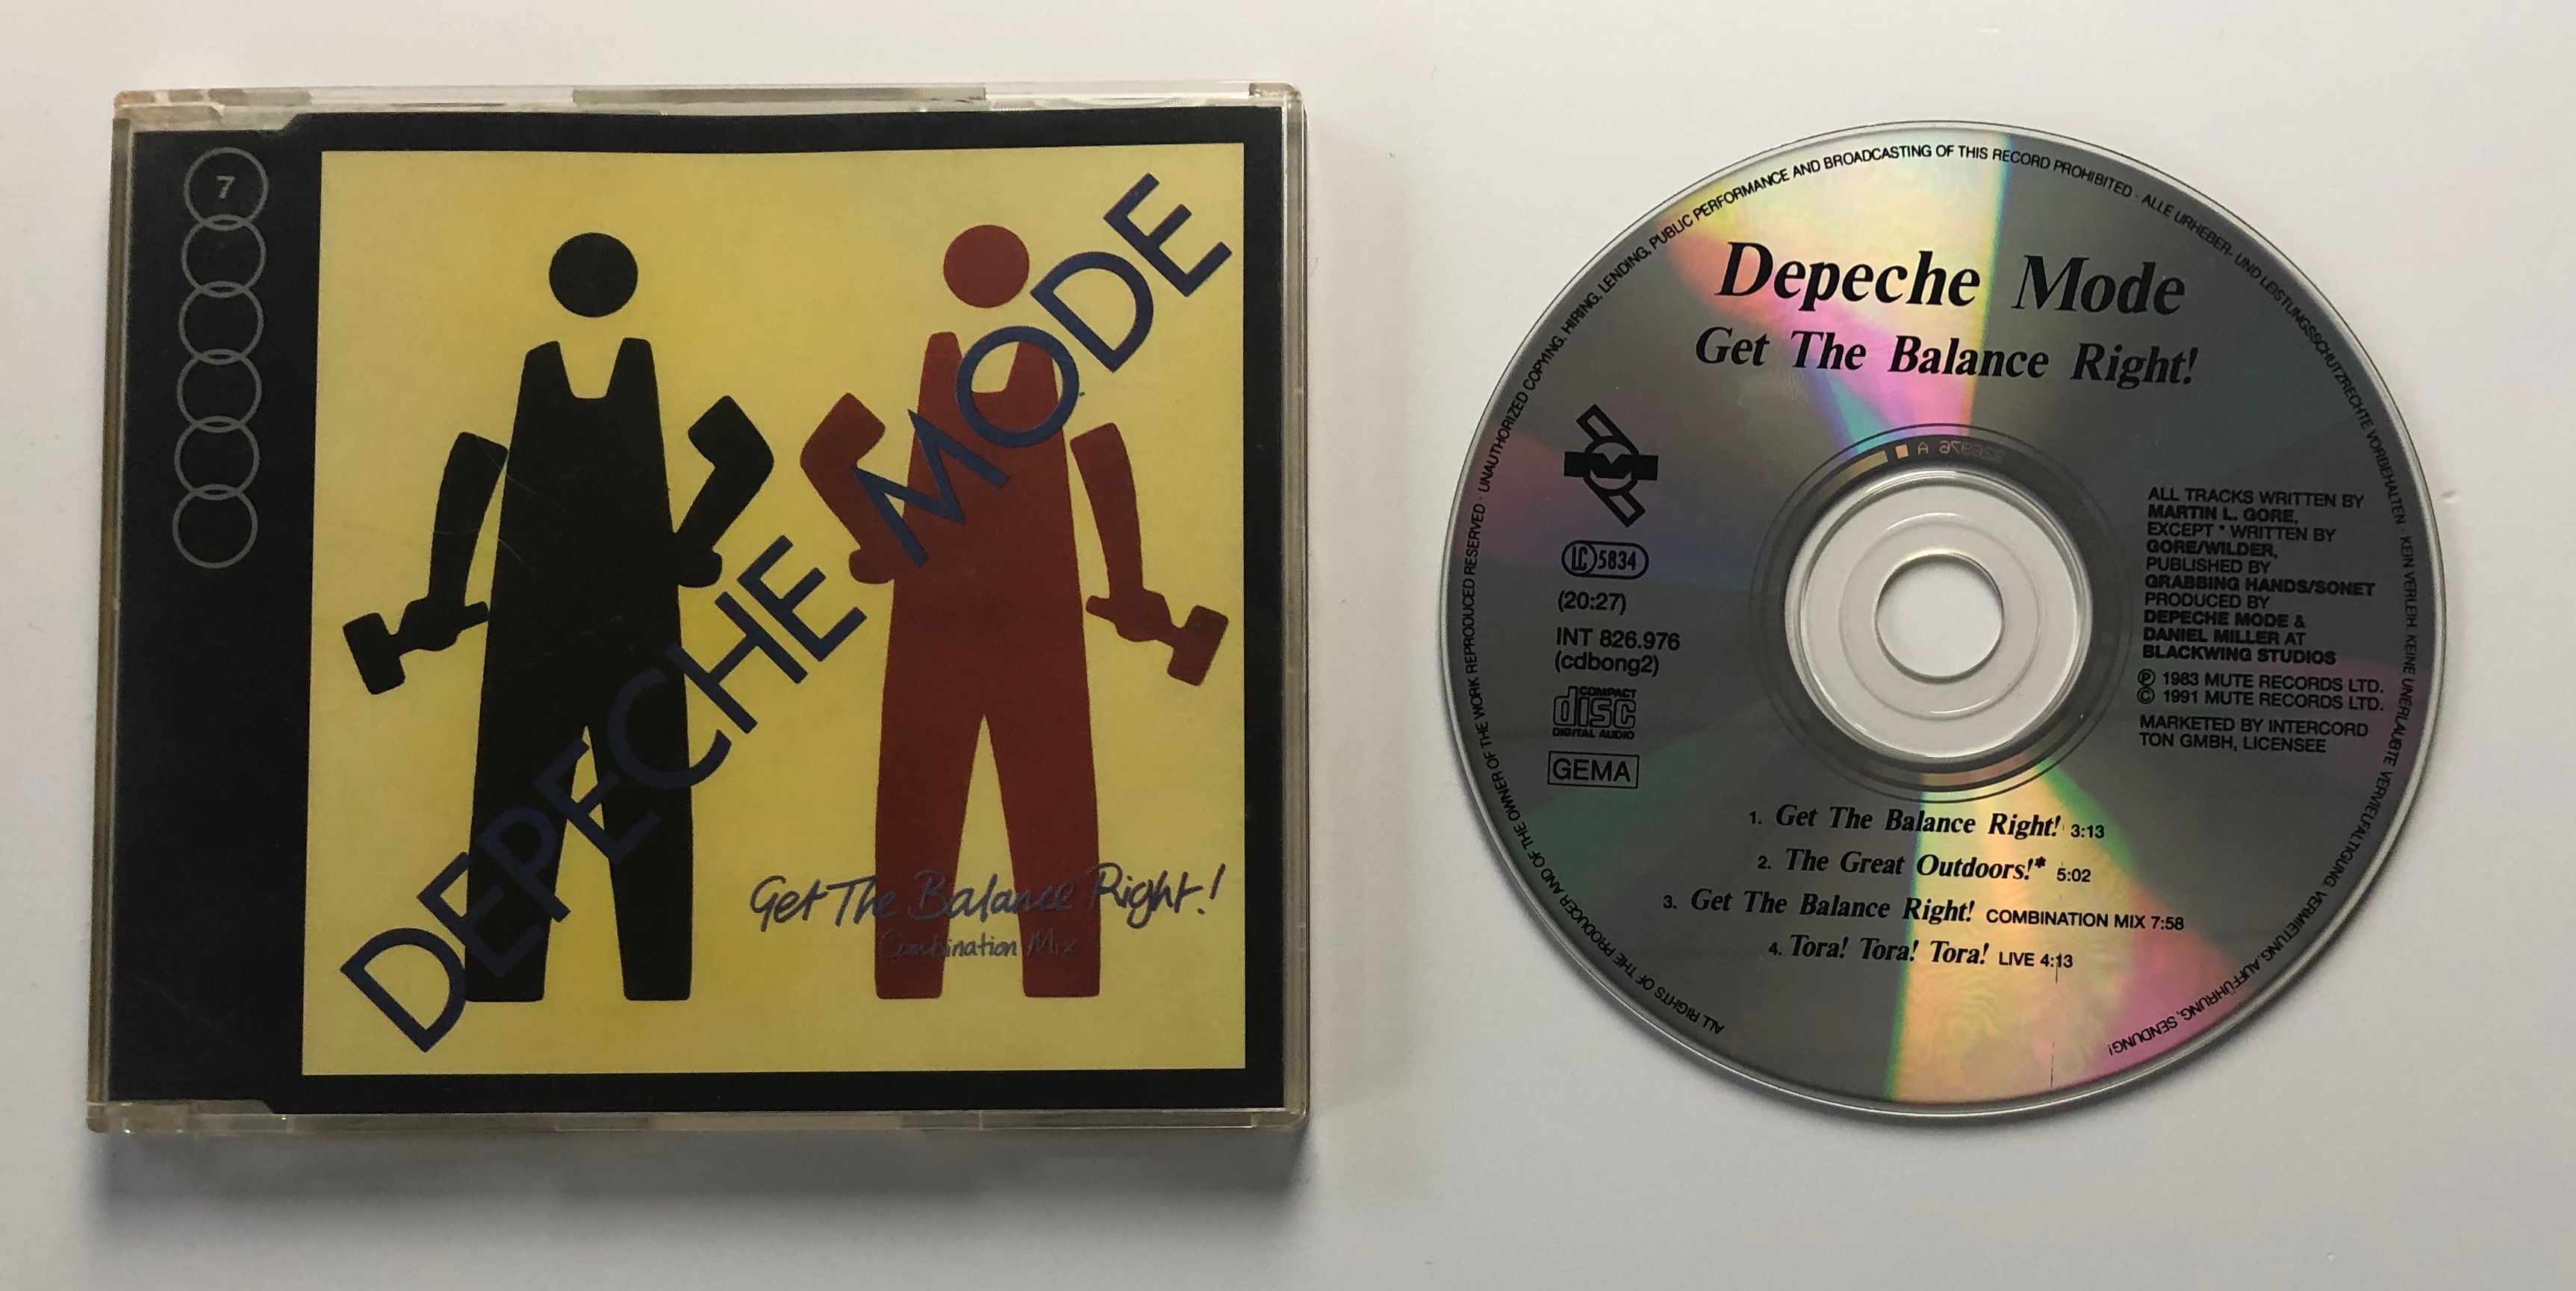 7
DEPECHE MODE
Get The Balance Right!
Combination Mix
ALL RIGHTS OF THE PRODUCER AND OF THE OWNER OF THE WORK REPRODUCED RESERVED · UNAUTHORIZED COPYING, HIRING, LENDING, PUBLIC PERFORMANCE AND BROADCASTING OF THIS RECORD PROHIBITED · ALLE URHEBER- UND LEISTUNGSSCHUTZRECHTE VORBEHALTEN · KEIN VERLEIH, KEINE UNERLAUBTE VERVIELFÄLTIGUNG, VERMIETUNG, AUFFÜHRUNG, SENDUNG!
Depeche Mode
Get The Balance Right!
LC 5834
(20:27)
INT 826.976
(cdbong2)
COMPACT
disc
DIGITAL AUDIO
GEMA
ALL TRACKS WRITTEN BY
MARTIN L. GORE,
EXCEPT * WRITTEN BY
GORE/WILDER,
PUBLISHED BY
GRABBING HANDS/SONET
PRODUCED BY
DEPECHE MODE &
DANIEL MILLER AT
BLACKWING STUDIOS
℗ 1983 MUTE RECORDS LTD.
© 1991 MUTE RECORDS LTD.
MARKETED BY INTERCORD
TON GMBH, LICENSEE
1. Get The Balance Right! 3:13
2. The Great Outdoors!* 5:02
3. Get The Balance Right! COMBINATION MIX 7:58
4. Tora! Tora! Tora! LIVE 4:13